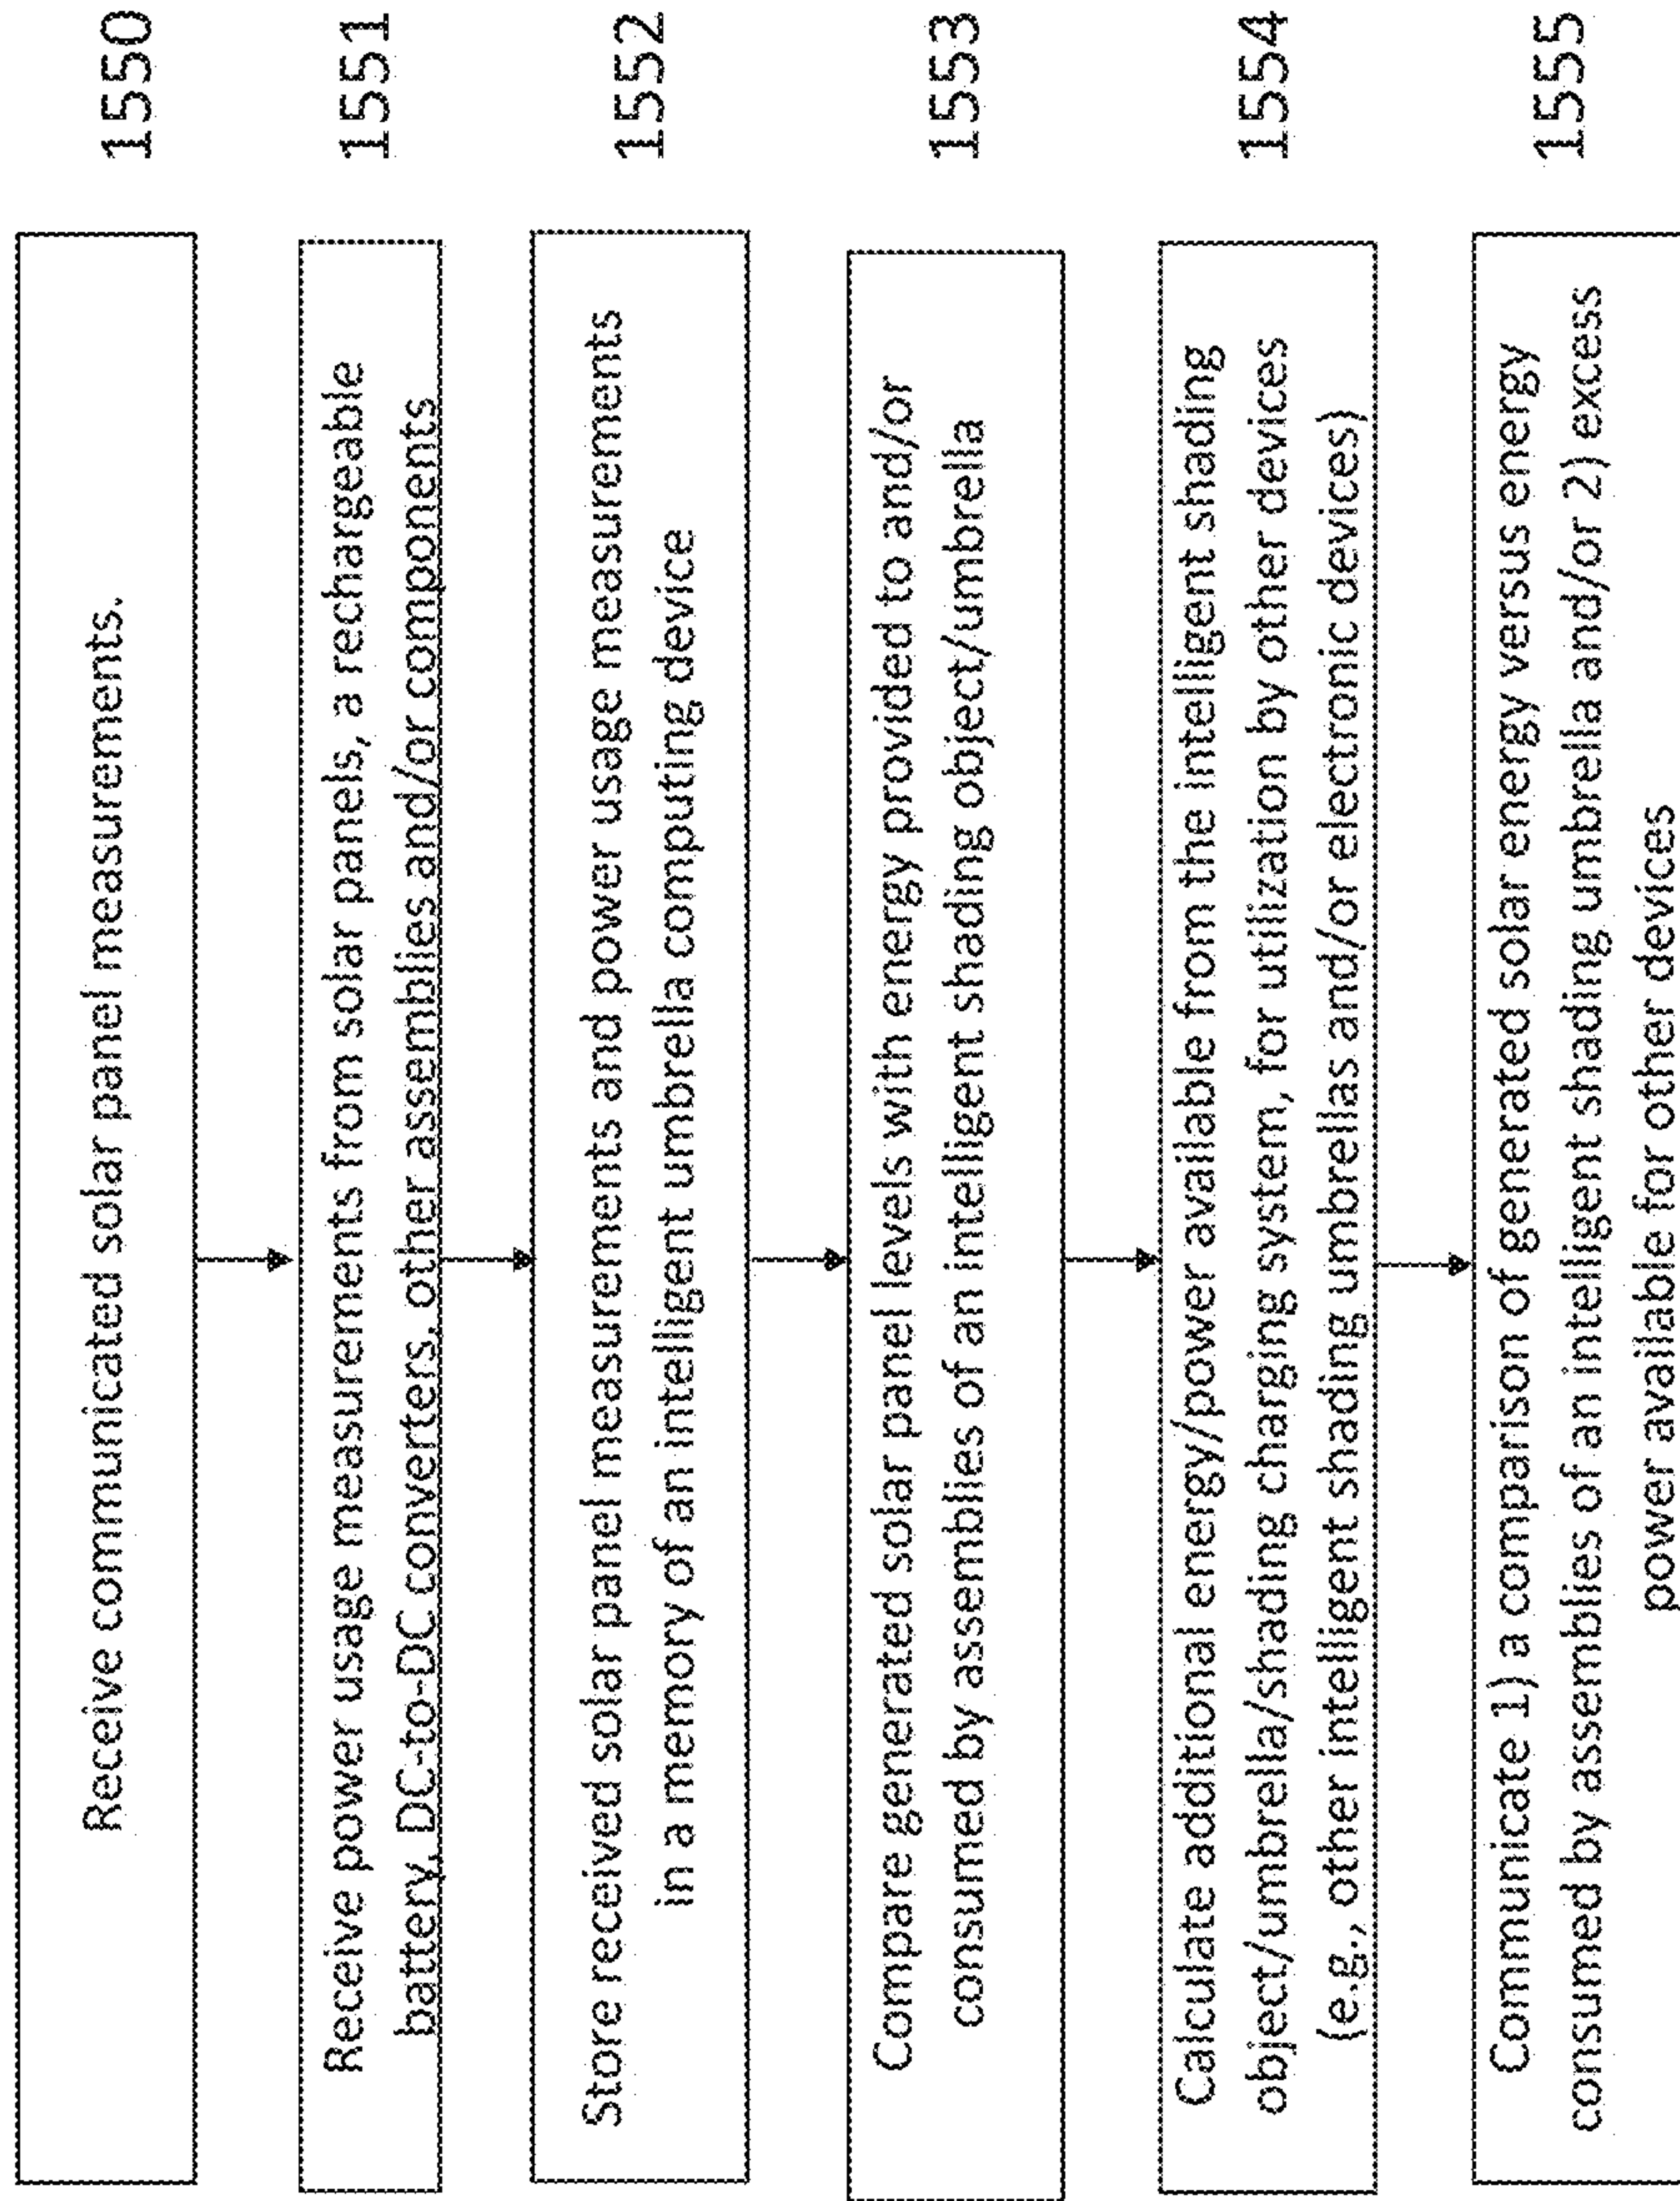 Receive communicated solar panel measurements.
1550
Receive power usage measurements from solar panels, a rechargeable
battery, DC-to-DC converters, other assemblies and/or components
1551
Store received solar panel measurements and power usage measurements
in a memory of an intelligent umbrella computing device
1552
Compare generated solar panel levels with energy provided to and/or
consumed by assemblies of an intelligent shading object/umbrella
1553
Calculate additional energy/power available from the intelligent shading
object/umbrella/shading charging system, for utilization by other devices
(e.g., other intelligent shading umbrellas and/or electronic devices)
1554
Communicate 1) a comparison of generated solar energy versus energy
consumed by assemblies of an intelligent shading umbrella and/or 2) excess
power available for other devices
1555